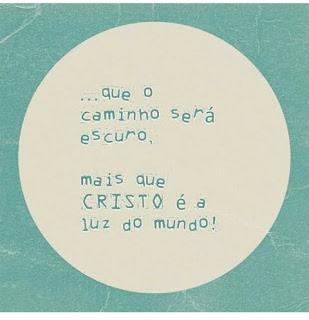 ...que o
caminho será
escuro,
mais que
CRISTO é a
luz do mundo!